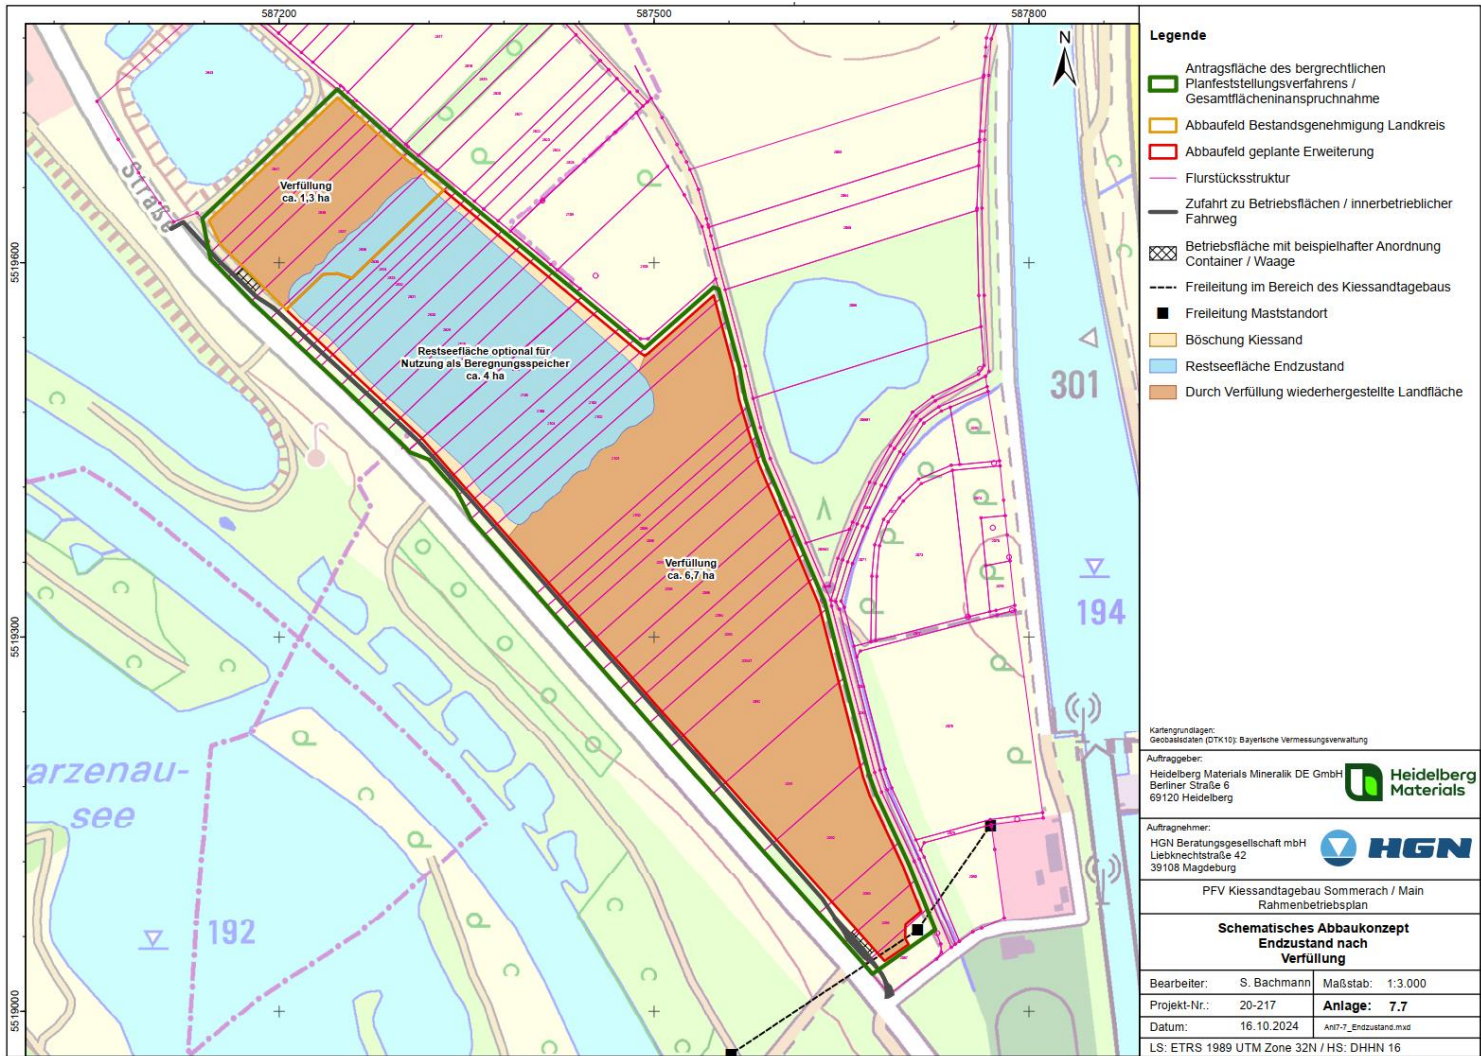 587200
587500
587800
5519600
5519300
5519000
N
Straße
Verfüllung
ca. 1,3 ha
Restseefläche optional für
Nutzung als Beregnungsspeicher
ca. 4 ha
Verfüllung
ca. 6,7 ha
301
194
192
arzenau-
see
Legende
Antragsfläche des bergrechtlichen
Planfeststellungsverfahrens /
Gesamtflächeninanspruchnahme
Abbaufeld Bestandsgenehmigung Landkreis
Abbaufeld geplante Erweiterung
Flurstücksstruktur
Zufahrt zu Betriebsflächen / innerbetrieblicher
Fahrweg
Betriebsfläche mit beispielhafter Anordnung
Container / Waage
Freileitung im Bereich des Kiessandtagebaus
Freileitung Maststandort
Böschung Kiessand
Restseefläche Endzustand
Durch Verfüllung wiederhergestellte Landfläche
Kartengrundlagen:
Geobasisdaten (DTK10): Bayerische Vermessungsverwaltung
Auftraggeber:
Heidelberg Materials Mineralik DE GmbH
Berliner Straße 6
69120 Heidelberg
Heidelberg
Materials
Auftragnehmer:
HGN Beratungsgesellschaft mbH
Liebknechtstraße 42
39108 Magdeburg
HGN
PFV Kiessandtagebau Sommerach / Main
Rahmenbetriebsplan
Schematisches Abbaukonzept
Endzustand nach
Verfüllung
Bearbeiter: S. Bachmann Maßstab: 1:3.000
Projekt-Nr.: 20-217 Anlage: 7.7
Datum: 16.10.2024 Anl7-7_Endzustand.mxd
LS: ETRS 1989 UTM Zone 32N / HS: DHHN 16